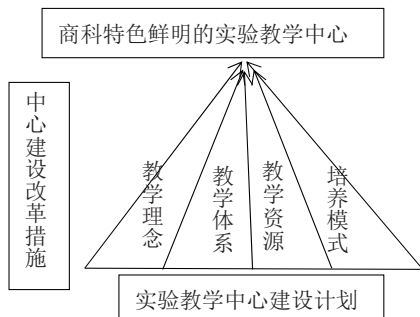 商科特色鲜明的实验教学中心
中心建设改革措施
教学理念
教学体系
教学资源
培养模式
实验教学中心建设计划